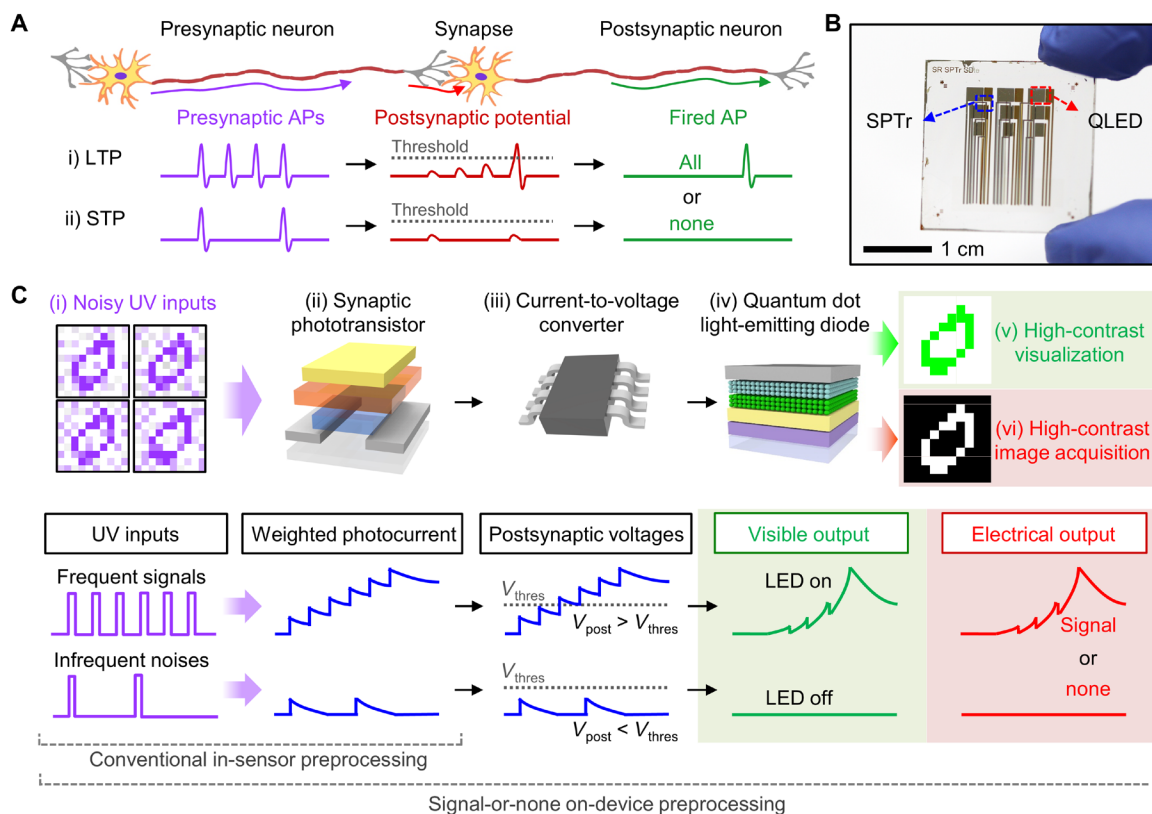 A
Presynaptic neuron
Synapse
Postsynaptic neuron
Presynaptic APs
Postsynaptic potential
Fired AP
i) LTP
Threshold
All
or
ii) STP
Threshold
none
B
SR SPTr
SPTr
QLED
1 cm
C
(i) Noisy UV inputs
(ii) Synaptic
phototransistor
(iii) Current-to-voltage
converter
(iv) Quantum dot
light-emitting diode
(v) High-contrast
visualization
(vi) High-contrast
image acquisition
UV inputs
Weighted photocurrent
Postsynaptic voltages
Visible output
Electrical output
Frequent signals
Vthres
Vpost > Vthres
LED on
Signal
or
none
Infrequent noises
Vthres
Vpost < Vthres
LED off
Conventional in-sensor preprocessing
Signal-or-none on-device preprocessing